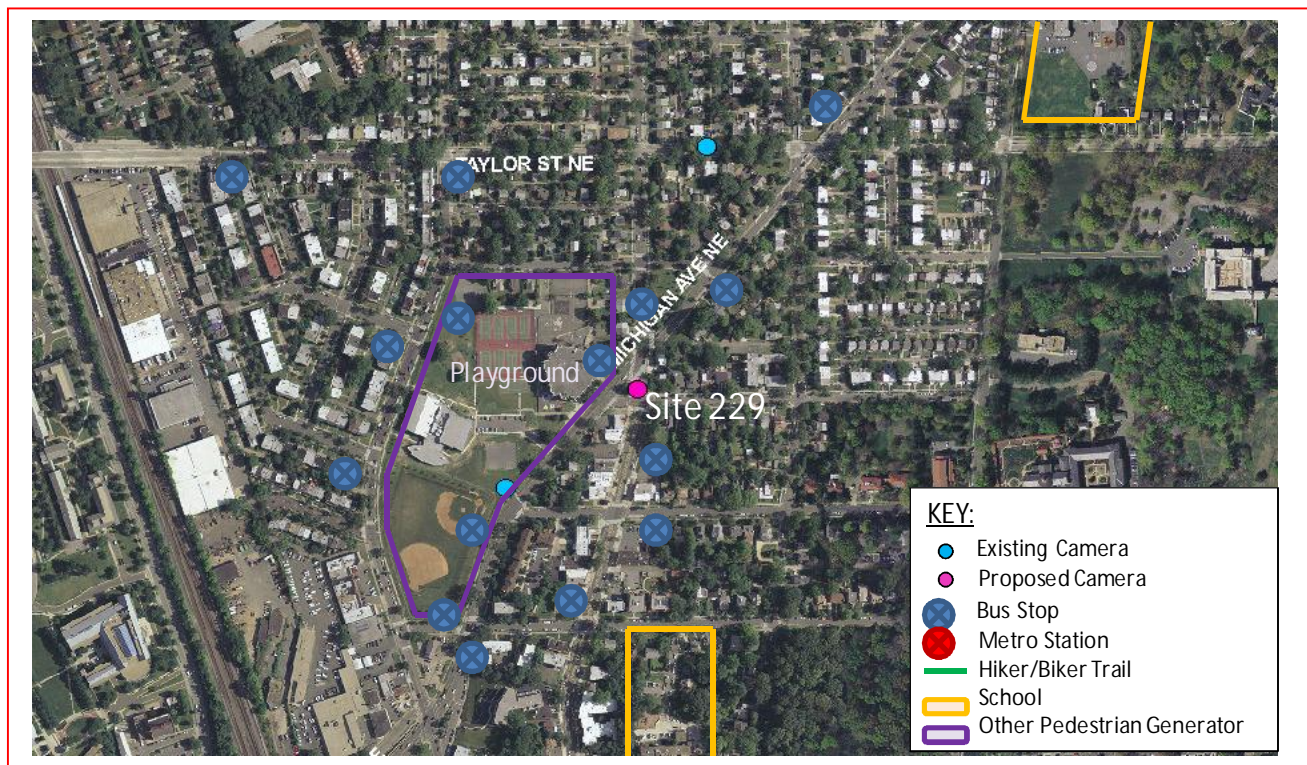 TAYLOR ST NE
MICHIGAN AVE NE
Playground
Site 229
E
KEY:
Existing Camera
Proposed Camera
Bus Stop
Metro Station
Hiker/Biker Trail
School
Other Pedestrian Generator